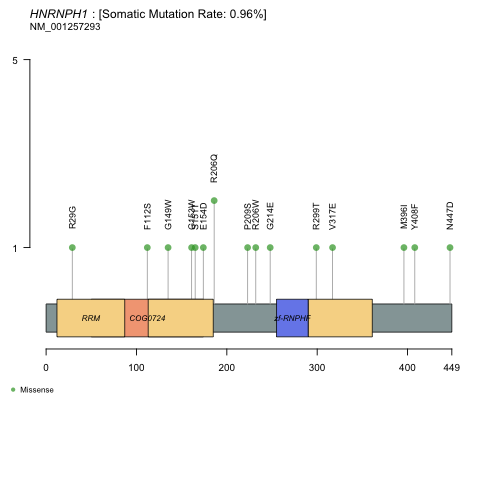 HNRNPH1 : [Somatic Mutation Rate: 0.96%]
NM_001257293
5
1
R29G
F112S
G149W
E154D
R206Q
P209S
R206W
G214E
R299T
V317E
M396I
Y408F
N447D
RRM
COG0724
zf-RNPHF
0 100 200 300 400 449
Missense